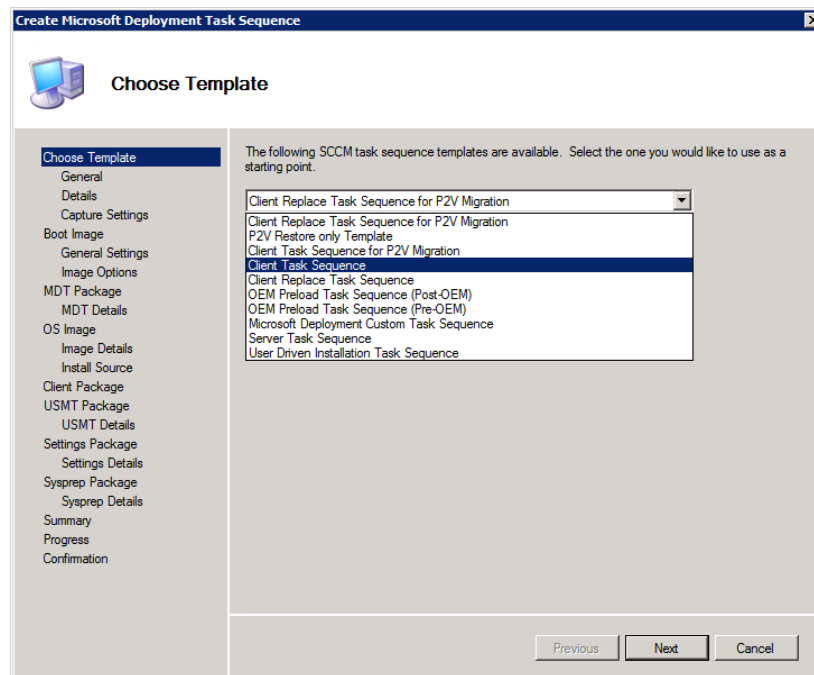 Create Microsoft Deployment Task Sequence
Choose Template
Choose Template
General
Details
Capture Settings
Boot Image
General Settings
Image Options
MDT Package
MDT Details
OS Image
Image Details
Install Source
Client Package
USMT Package
USMT Details
Settings Package
Settings Details
Sysprep Package
Sysprep Details
Summary
Progress
Confirmation
The following SCCM task sequence templates are available. Select the one you would like to use as a
starting point.
Client Replace Task Sequence for P2V Migration
Client Replace Task Sequence for P2V Migration
P2V Restore only Template
Client Task Sequence for P2V Migration
Client Task Sequence
Client Replace Task Sequence
OEM Preload Task Sequence (Post-OEM)
OEM Preload Task Sequence (Pre-OEM)
Microsoft Deployment Custom Task Sequence
Server Task Sequence
User Driven Installation Task Sequence
Previous
Next
Cancel